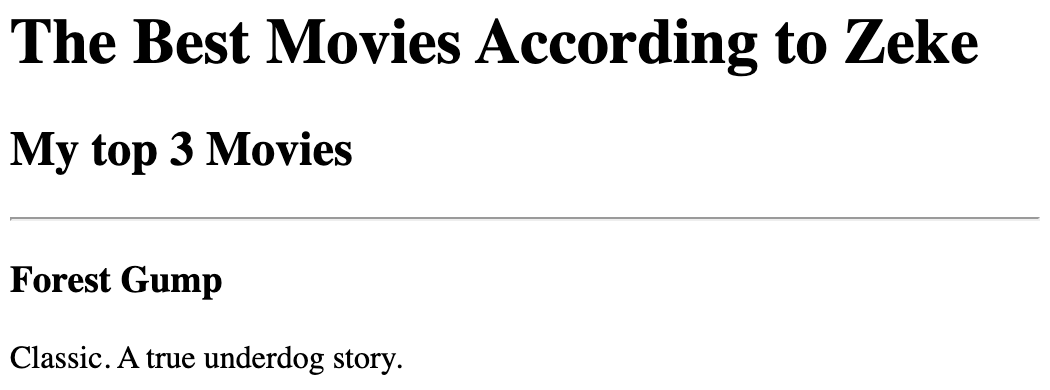 The Best Movies According to Zeke
My top 3 Movies
Forest Gump
Classic. A true underdog story.